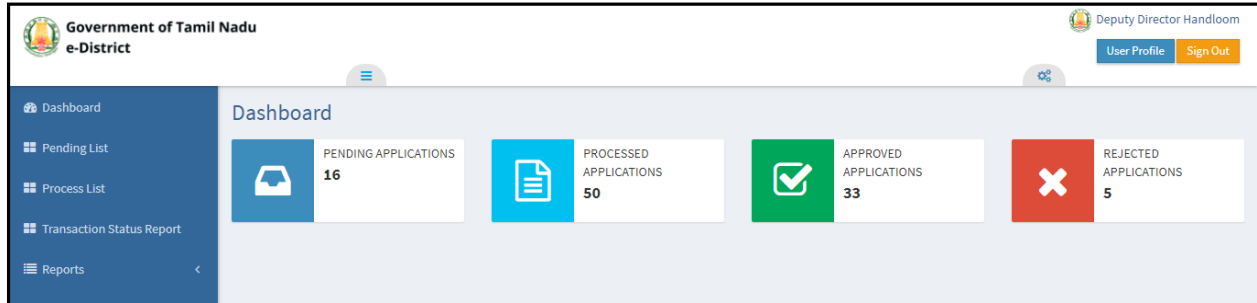 Government of Tamil Nadu
e-District
Deputy Director Handloom
User Profile
Sign Out
Dashboard
Pending List
Process List
Transaction Status Report
Reports
Dashboard
PENDING APPLICATIONS
16
PROCESSED
APPLICATIONS
50
APPROVED
APPLICATIONS
33
REJECTED
APPLICATIONS
5